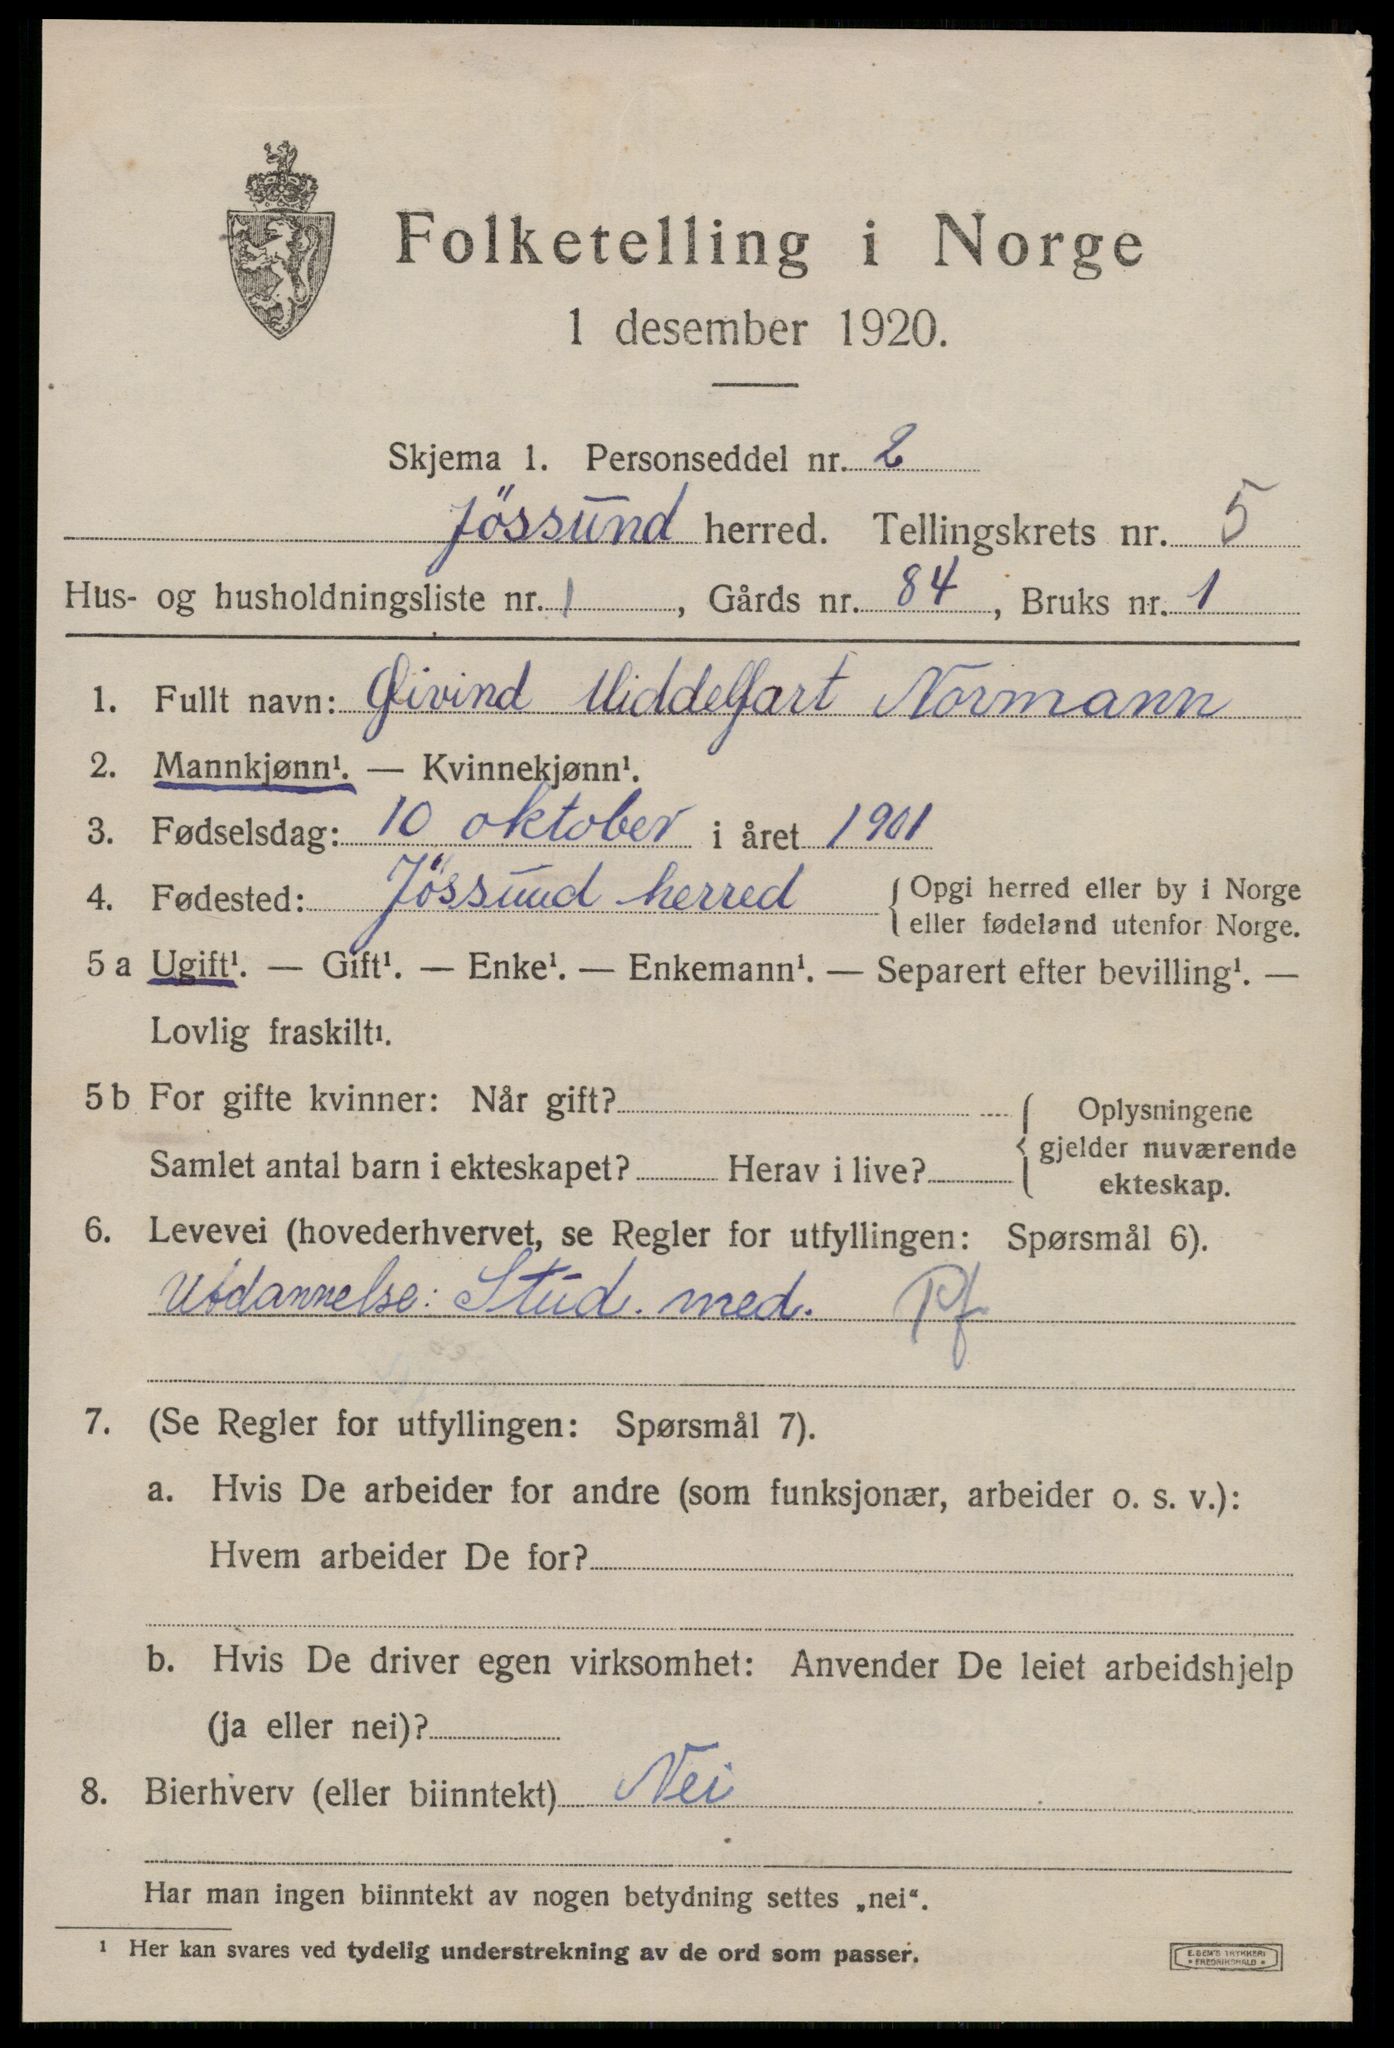 Folketelling i Norge
1 desember 1920.
Skjema 1. Personseddel nr. 2
Jössund herred. Tellingskrets nr. 5
Hus- og husholdningsliste nr. 1, Gårds nr. 84, Bruks nr. 1
1. Fullt navn: Øivind Middelfart Normann
2. Mannkjønn¹. — Kvinnekjønn¹.
3. Fødselsdag: 10 oktober i året 1901
4. Fødested: Jössund herred { Opgi herred eller by i Norge
eller fødeland utenfor Norge.
5 a Ugift¹. — Gift¹. — Enke¹. — Enkemann¹. — Separert efter bevilling¹. —
Lovlig fraskilt¹.
5 b For gifte kvinner: Når gift? { Oplysningene
gjelder nuværende
Samlet antal barn i ekteskapet? Herav i live?
ekteskap.
6. Levevei (hovederhvervet, se Regler for utfyllingen: Spørsmål 6).
Utdannelse: Stud. med. Pf
7. (Se Regler for utfyllingen: Spørsmål 7).
a. Hvis De arbeider for andre (som funksjonær, arbeider o. s. v.):
Hvem arbeider De for?
b. Hvis De driver egen virksomhet: Anvender De leiet arbeidshjelp
(ja eller nei)?
8. Bierhverv (eller biinntekt) Nei
Har man ingen biinntekt av nogen betydning settes „nei“.
¹ Her kan svares ved tydelig understrekning av de ord som passer.
E. SEM'S TRYKKERI
* FREDRIKSHALD *